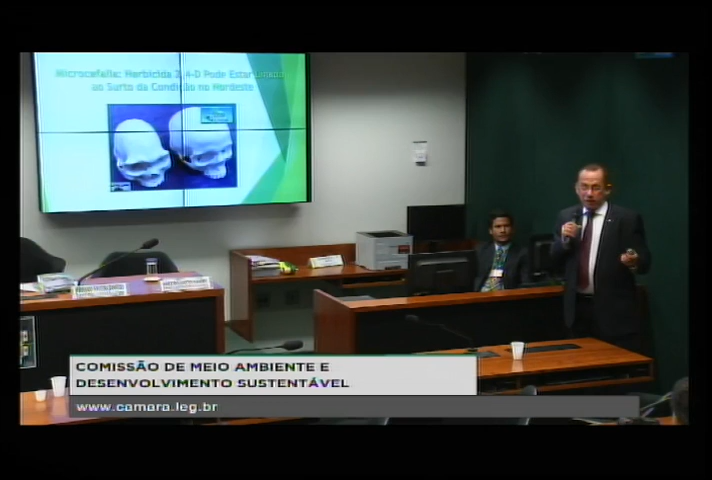 Microcefalia: Herbicida 2,4-D Pode Estar ligado
ao Surto da Condição no Nordeste
COMISSÃO DE MEIO AMBIENTE E
DESENVOLVIMENTO SUSTENTÁVEL
www.camara.leg.br